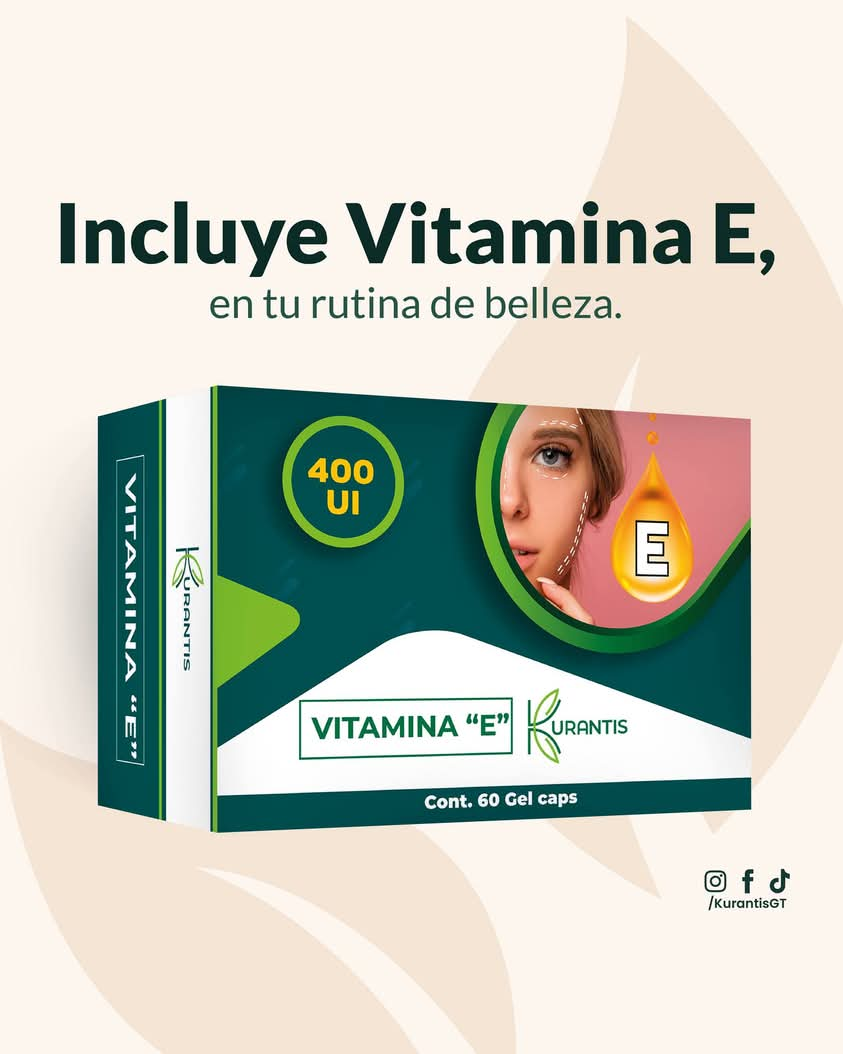 Incluye Vitamina E,
en tu rutina de belleza.
400
UI
E
VITAMINA “E”
KURANTIS
VITAMINA “E”
KURANTIS
Cont. 60 Gel caps
/KurantisGT